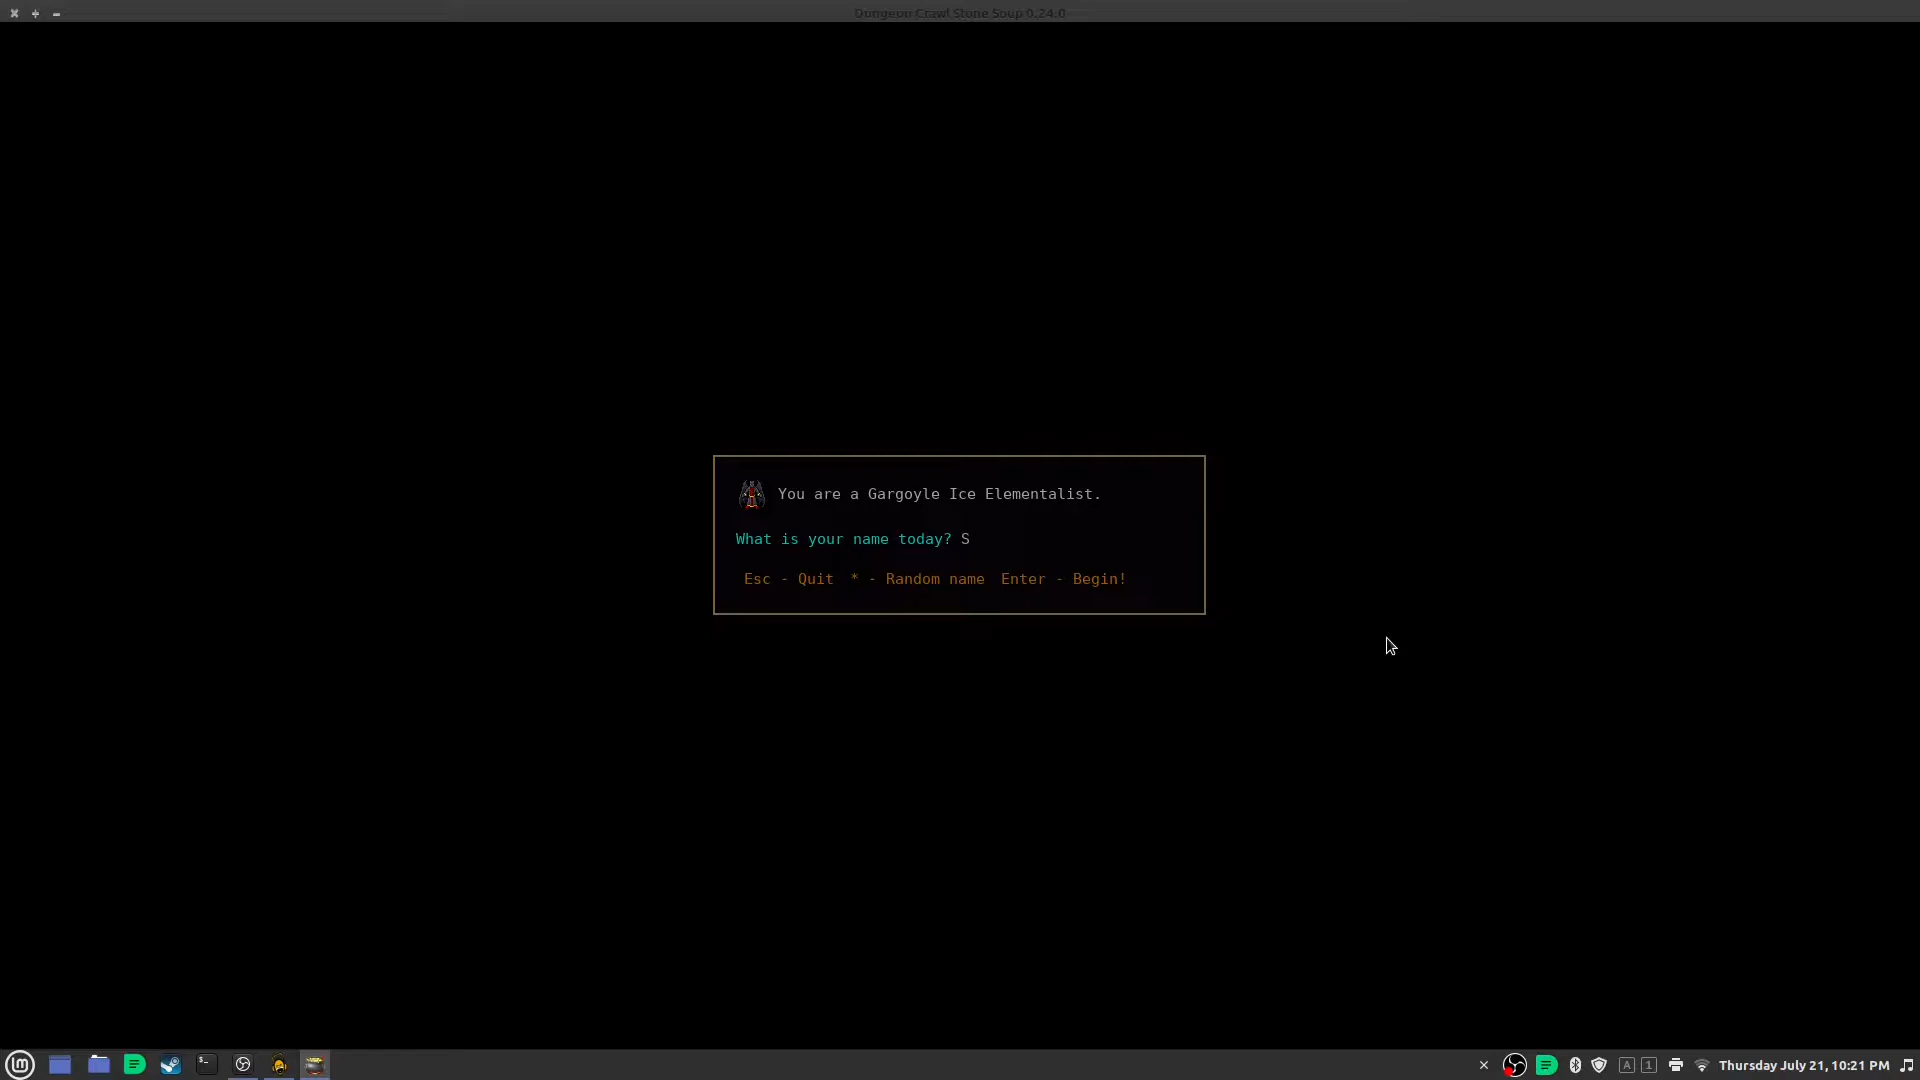 Dungeon Crawl Stone Soup 0.24.0
You are a Gargoyle Ice Elementalist.
What is your name today? S
Esc - Quit * - Random name Enter - Begin!
A 1 Thursday July 21, 10:21 PM